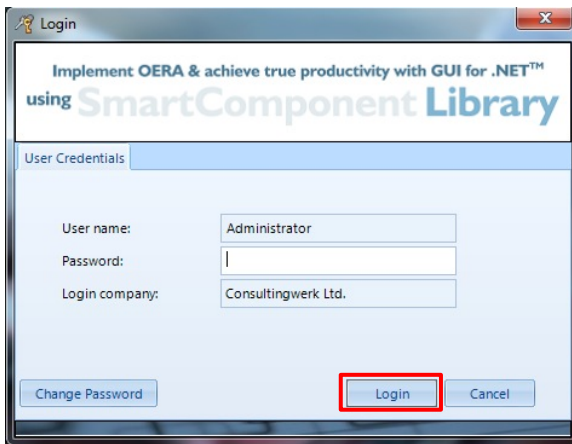 Login
Implement OERA & achieve true productivity with GUI for .NET™
using SmartComponent Library
User Credentials
User name: Administrator
Password:
Login company: Consultingwerk Ltd.
Change Password Login Cancel